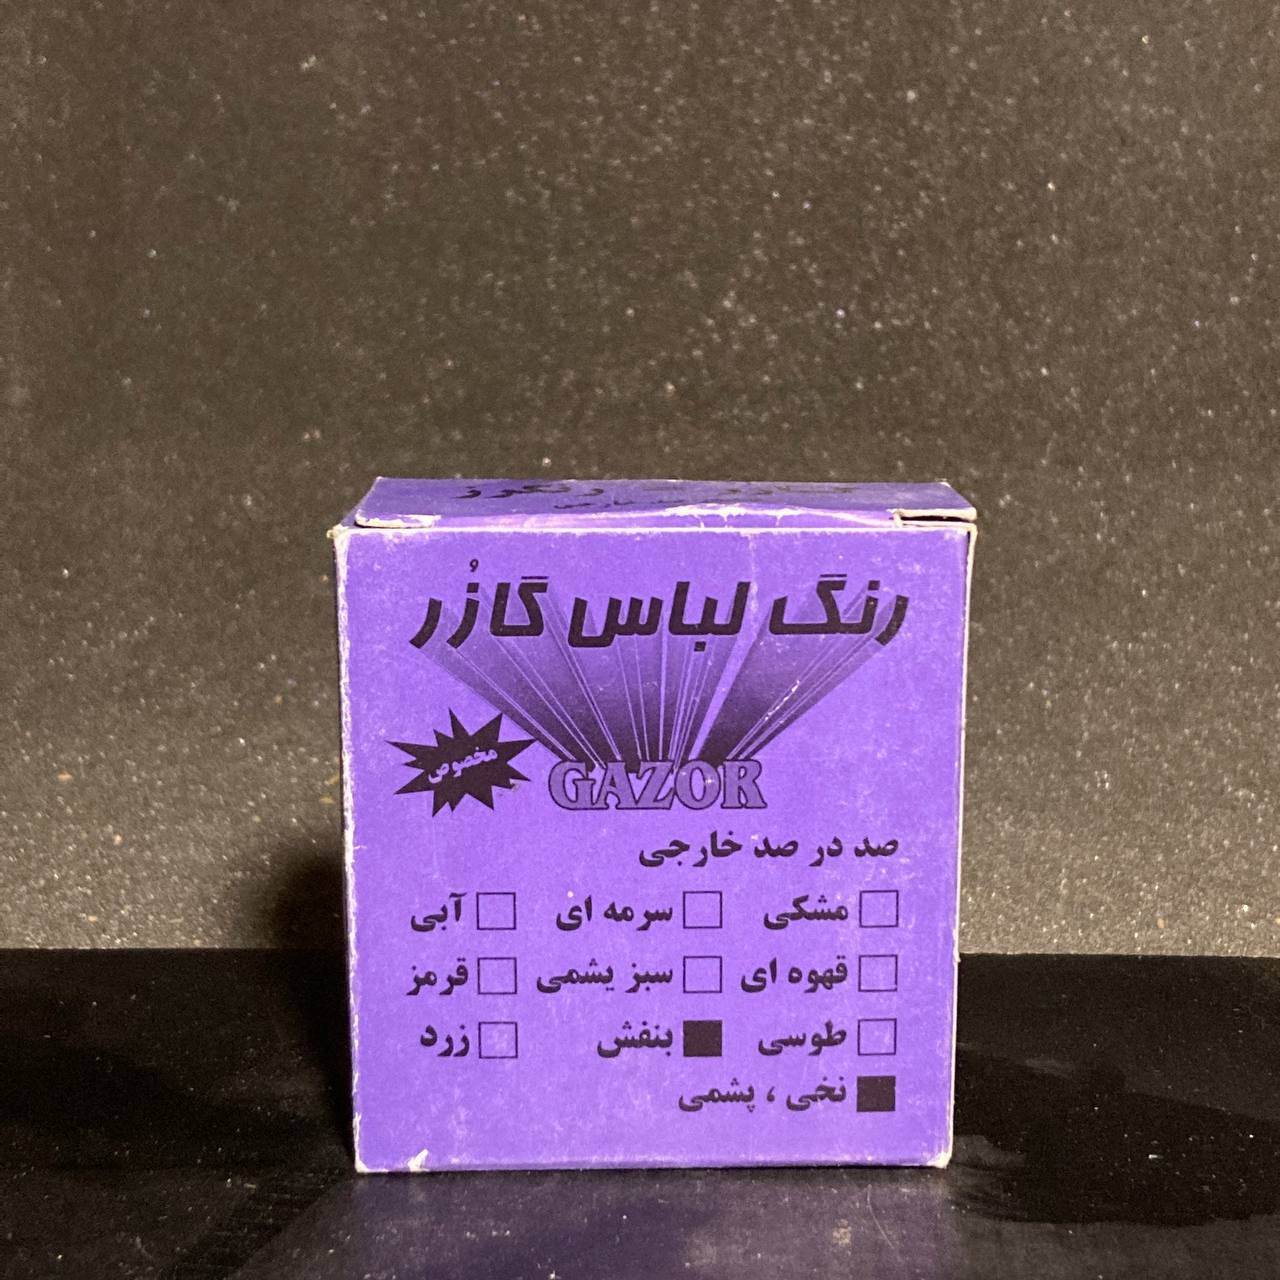 رنگ لباس گازُر
مخصوص
GAZOR
صد در صد خارجی
مشکی سرمه ای آبی
قهوه ای سبز یشمی قرمز
طوسی بنفش زرد
نخی ، پشمی